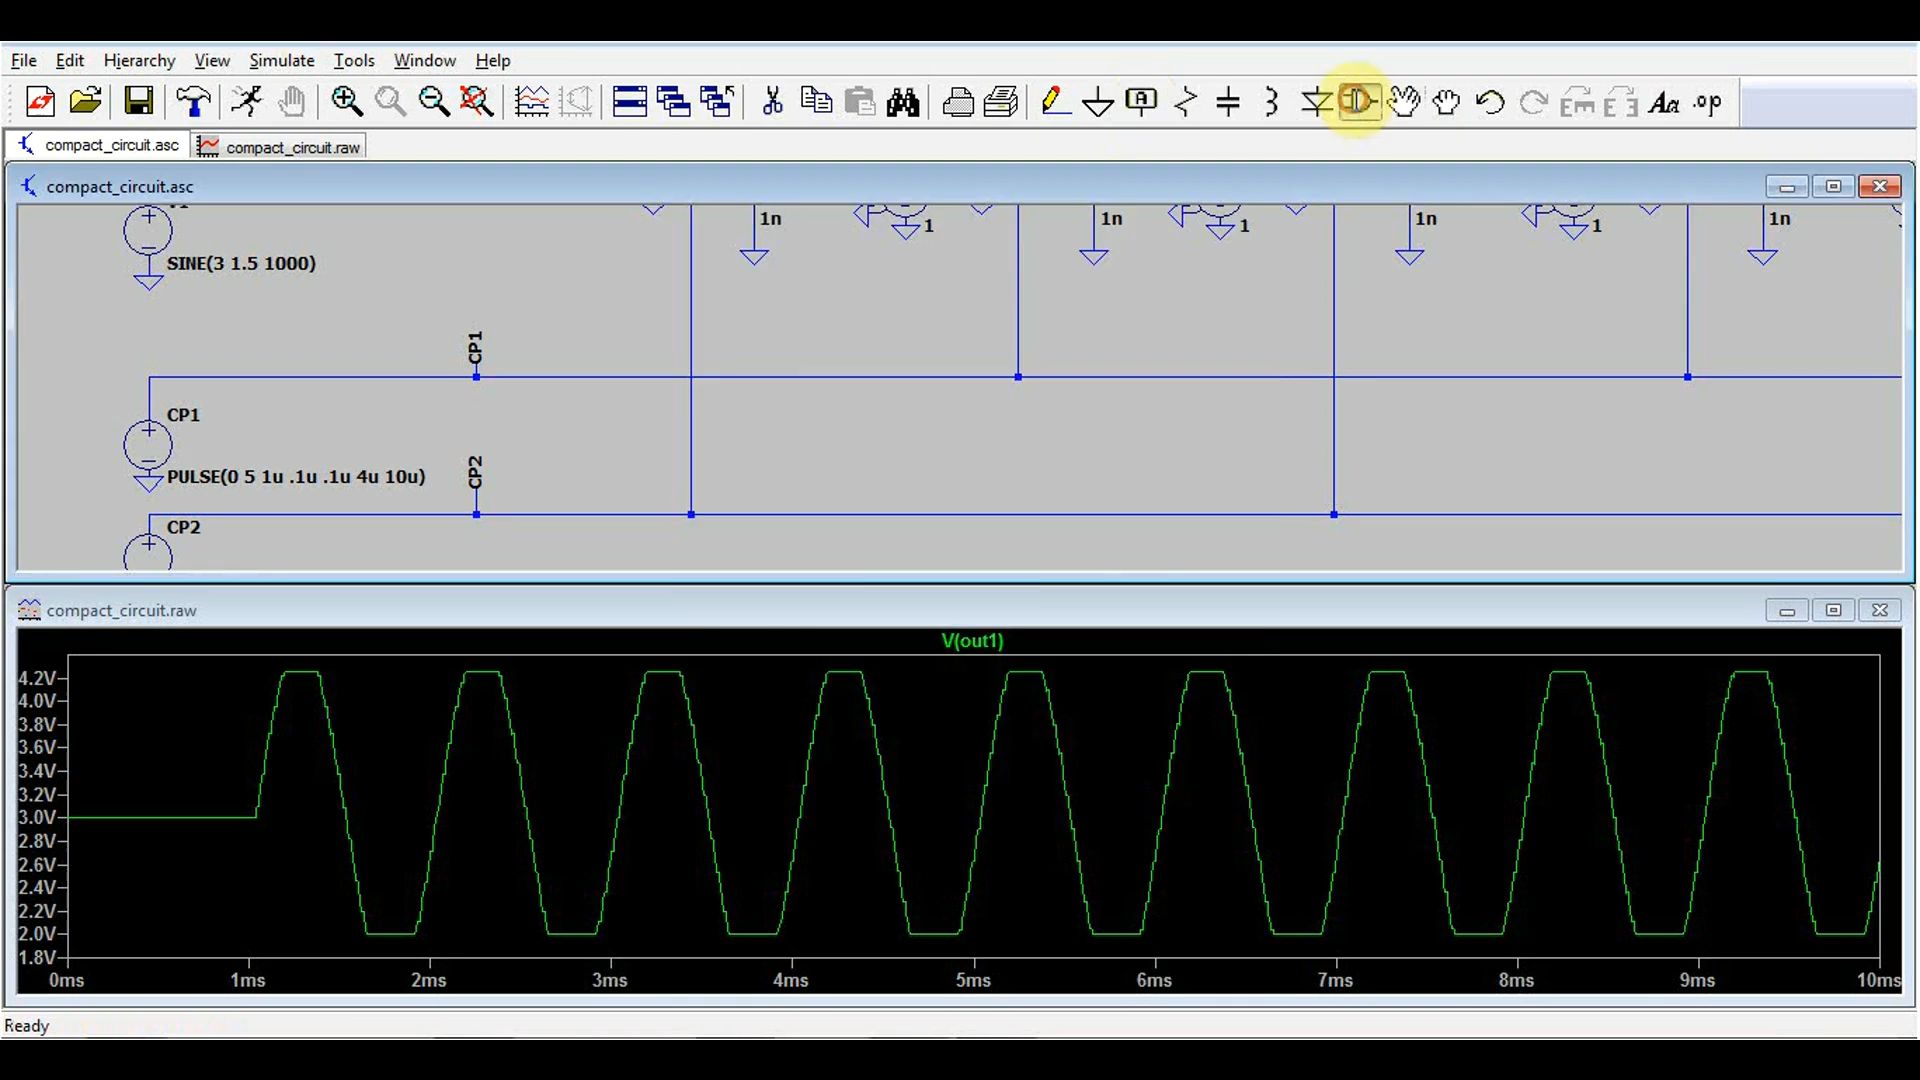 File Edit Hierarchy View Simulate Tools Window Help
A Aa .op
compact_circuit.asc compact_circuit.raw
compact_circuit.asc
1n 1 1n 1 1n 1 1n
SINE(3 1.5 1000)
CP1
CP1
PULSE(0 5 1u .1u .1u 4u 10u)
CP2
CP2
compact_circuit.raw
V(out1)
4.2V
4.0V
3.8V
3.6V
3.4V
3.2V
3.0V
2.8V
2.6V
2.4V
2.2V
2.0V
1.8V
0ms 1ms 2ms 3ms 4ms 5ms 6ms 7ms 8ms 9ms 10ms
Ready